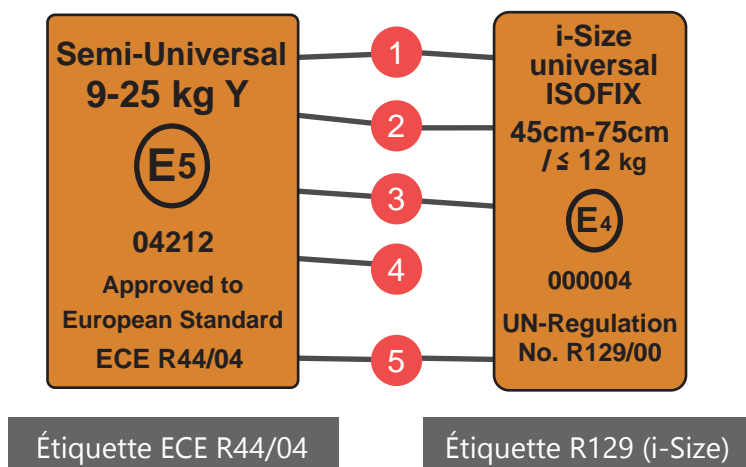 Semi-Universal
9-25 kg Y
E5
04212
Approved to
European Standard
ECE R44/04
1
2
3
4
5
i-Size
universal
ISOFIX
45cm-75cm
/ ≤ 12 kg
E4
000004
UN-Regulation
No. R129/00
Étiquette ECE R44/04
Étiquette R129 (i-Size)